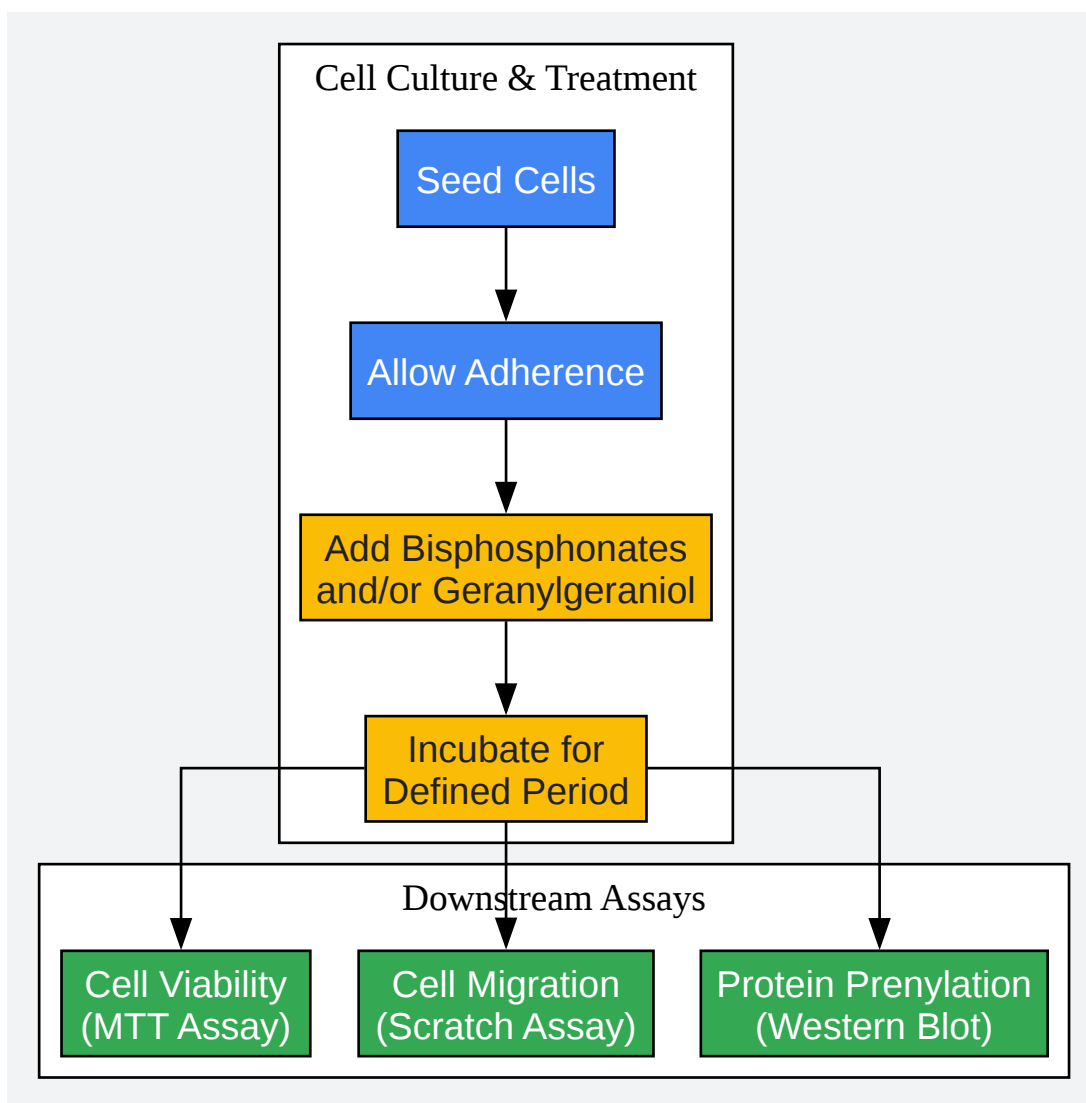 Cell Culture & Treatment
Seed Cells
Allow Adherence
Add Bisphosphonates
and/or Geranylgeraniol
Incubate for
Defined Period
Downstream Assays
Cell Viability
(MTT Assay)
Cell Migration
(Scratch Assay)
Protein Prenylation
(Western Blot)